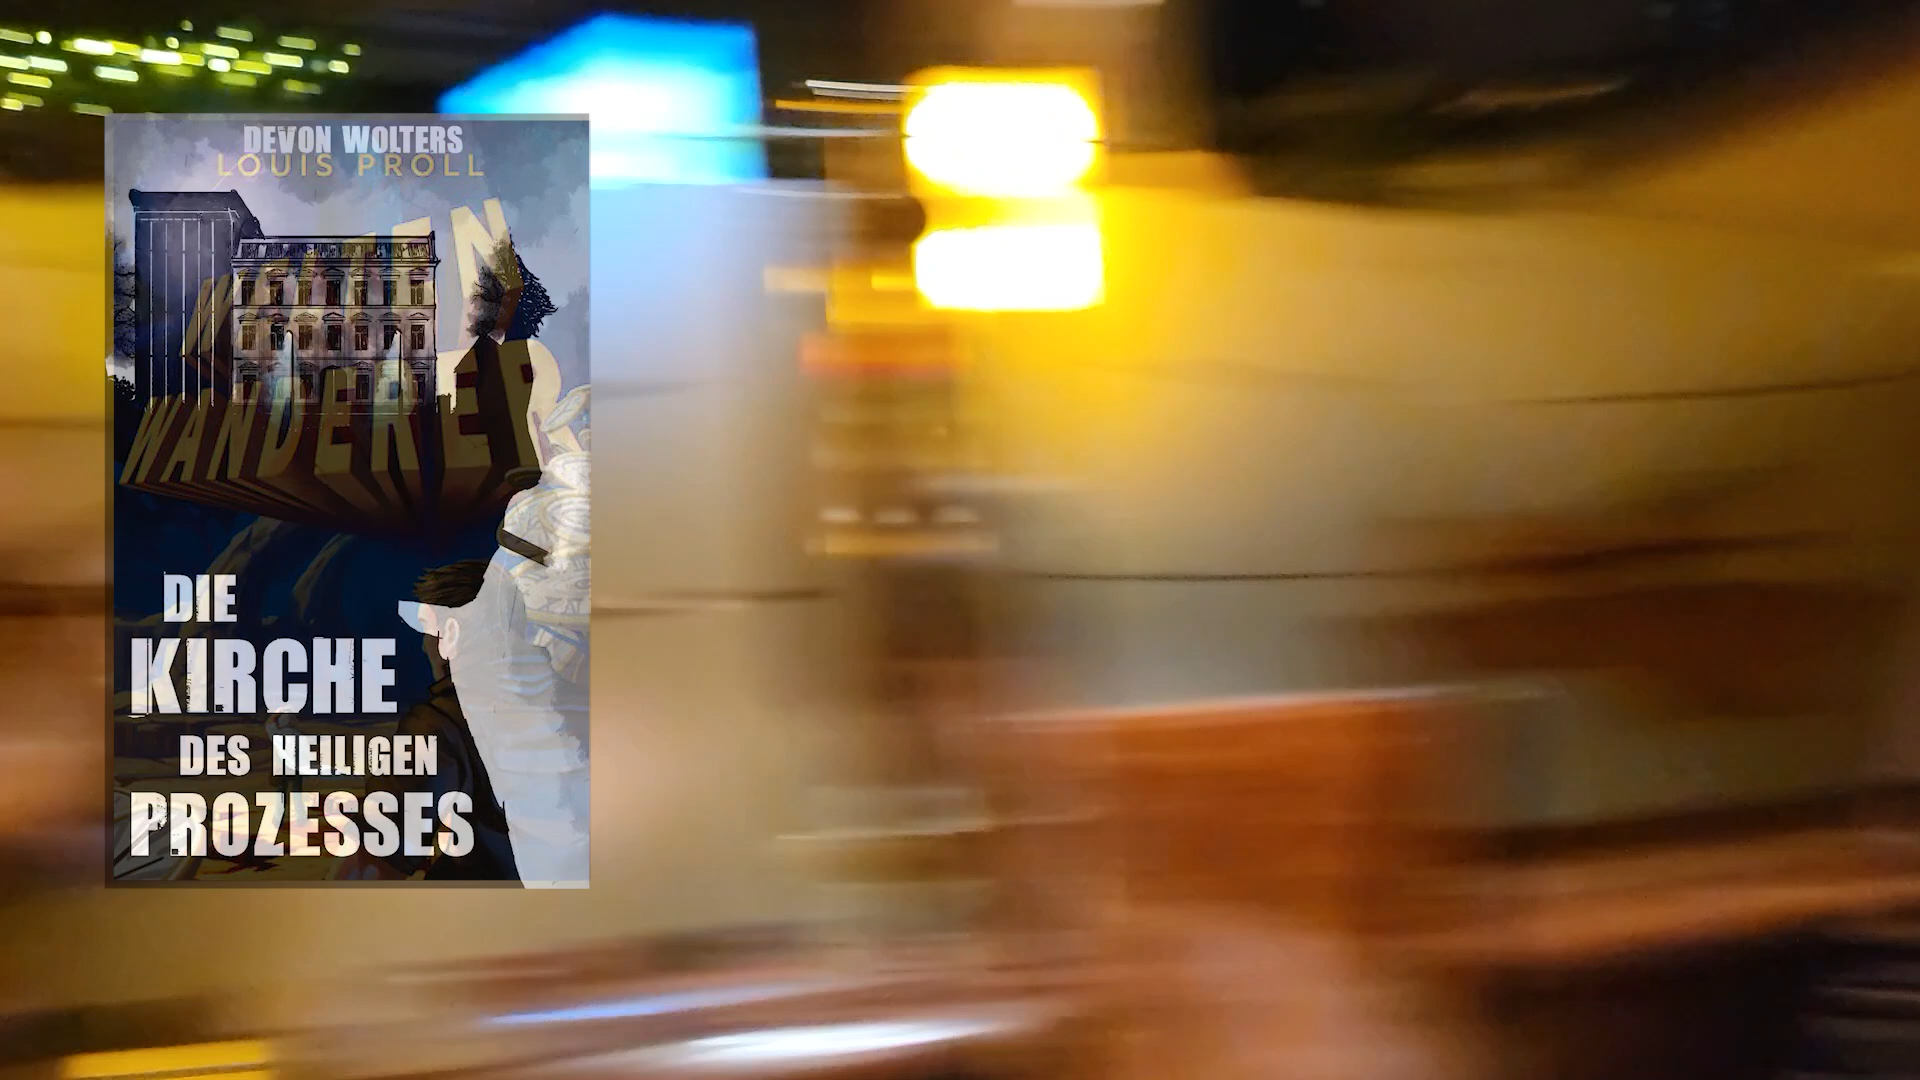 DEVON WOLTERS
LOUIS PROLL
WANDERER
DIE
KIRCHE
DES HEILIGEN
PROZESSES